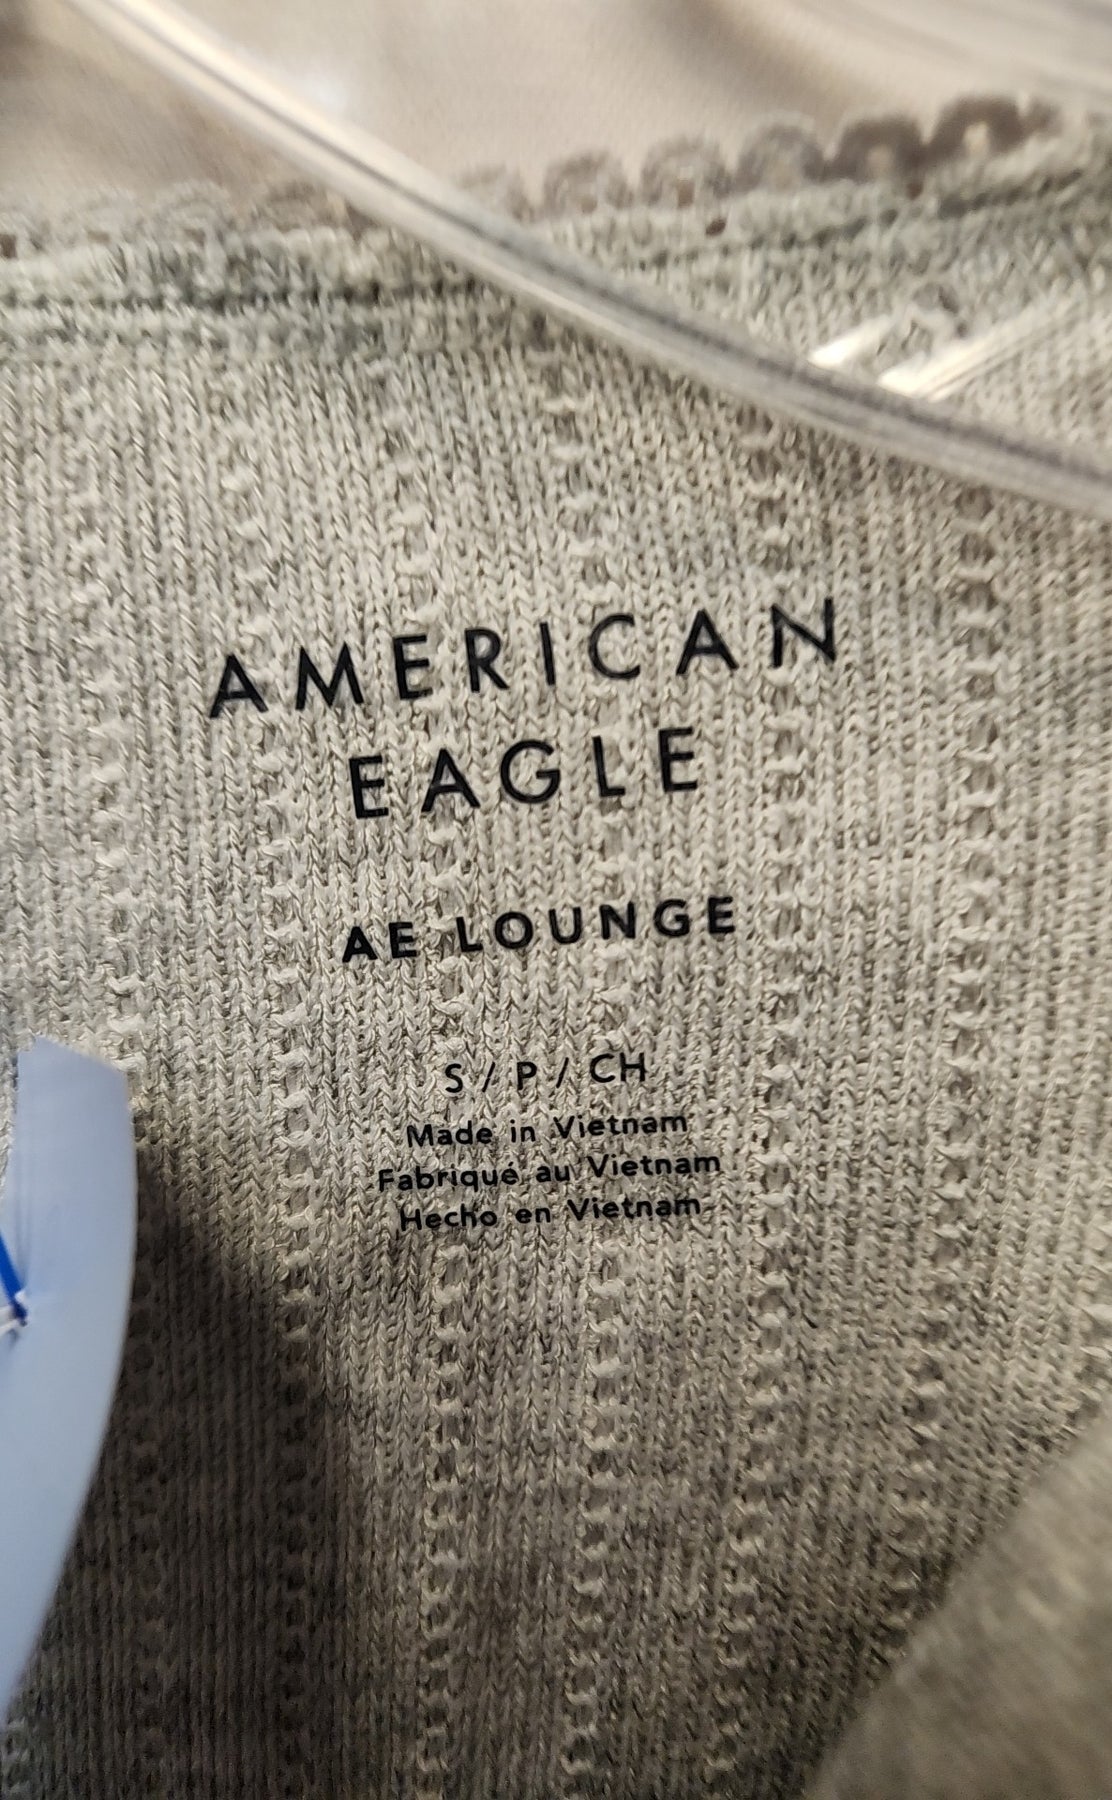 AMERICAN
EAGLE
AE LOUNGE
S / P / CH
Made in Vietnam
Fabriqué au Vietnam
Hecho en Vietnam